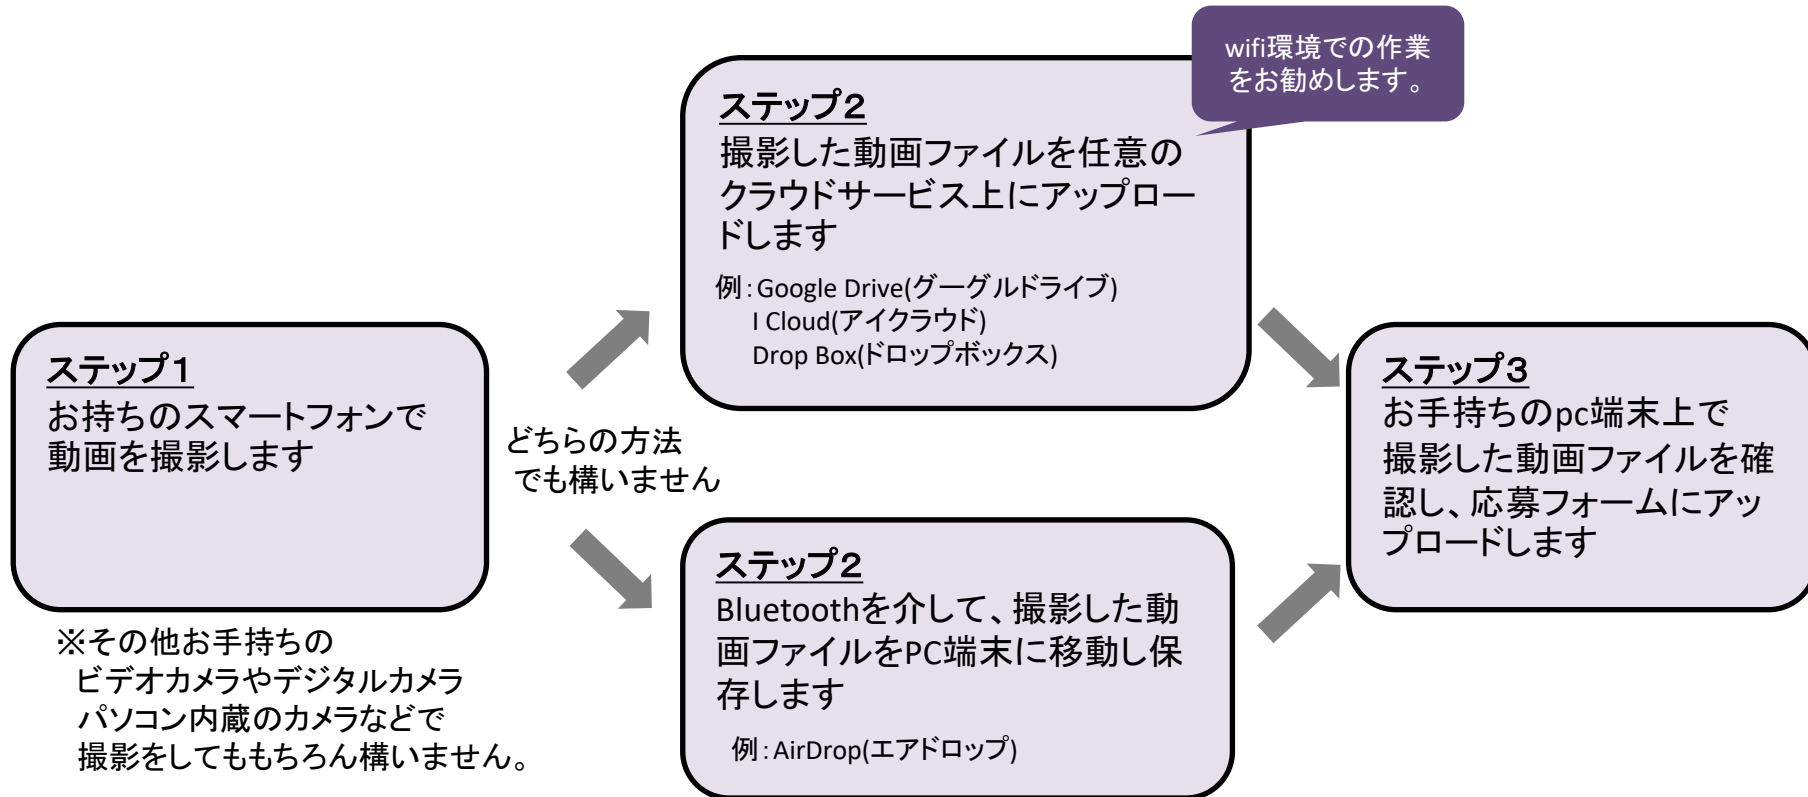 ステップ１
お持ちのスマートフォンで
動画を撮影します
※その他お手持ちの
ビデオカメラやデジタルカメラ
パソコン内蔵のカメラなどで
撮影をしてももちろん構いません。
どちらの方法
でも構いません
wifi環境での作業
をお勧めします。
ステップ２
撮影した動画ファイルを任意の
クラウドサービス上にアップロー
ドします
例：Google Drive(グーグルドライブ)
I Cloud(アイクラウド)
Drop Box(ドロップボックス)
ステップ２
Bluetoothを介して、撮影した動
画ファイルをPC端末に移動し保
存します
例：AirDrop(エアドロップ)
ステップ３
お手持ちのpc端末上で
撮影した動画ファイルを確
認し、応募フォームにアッ
プロードします